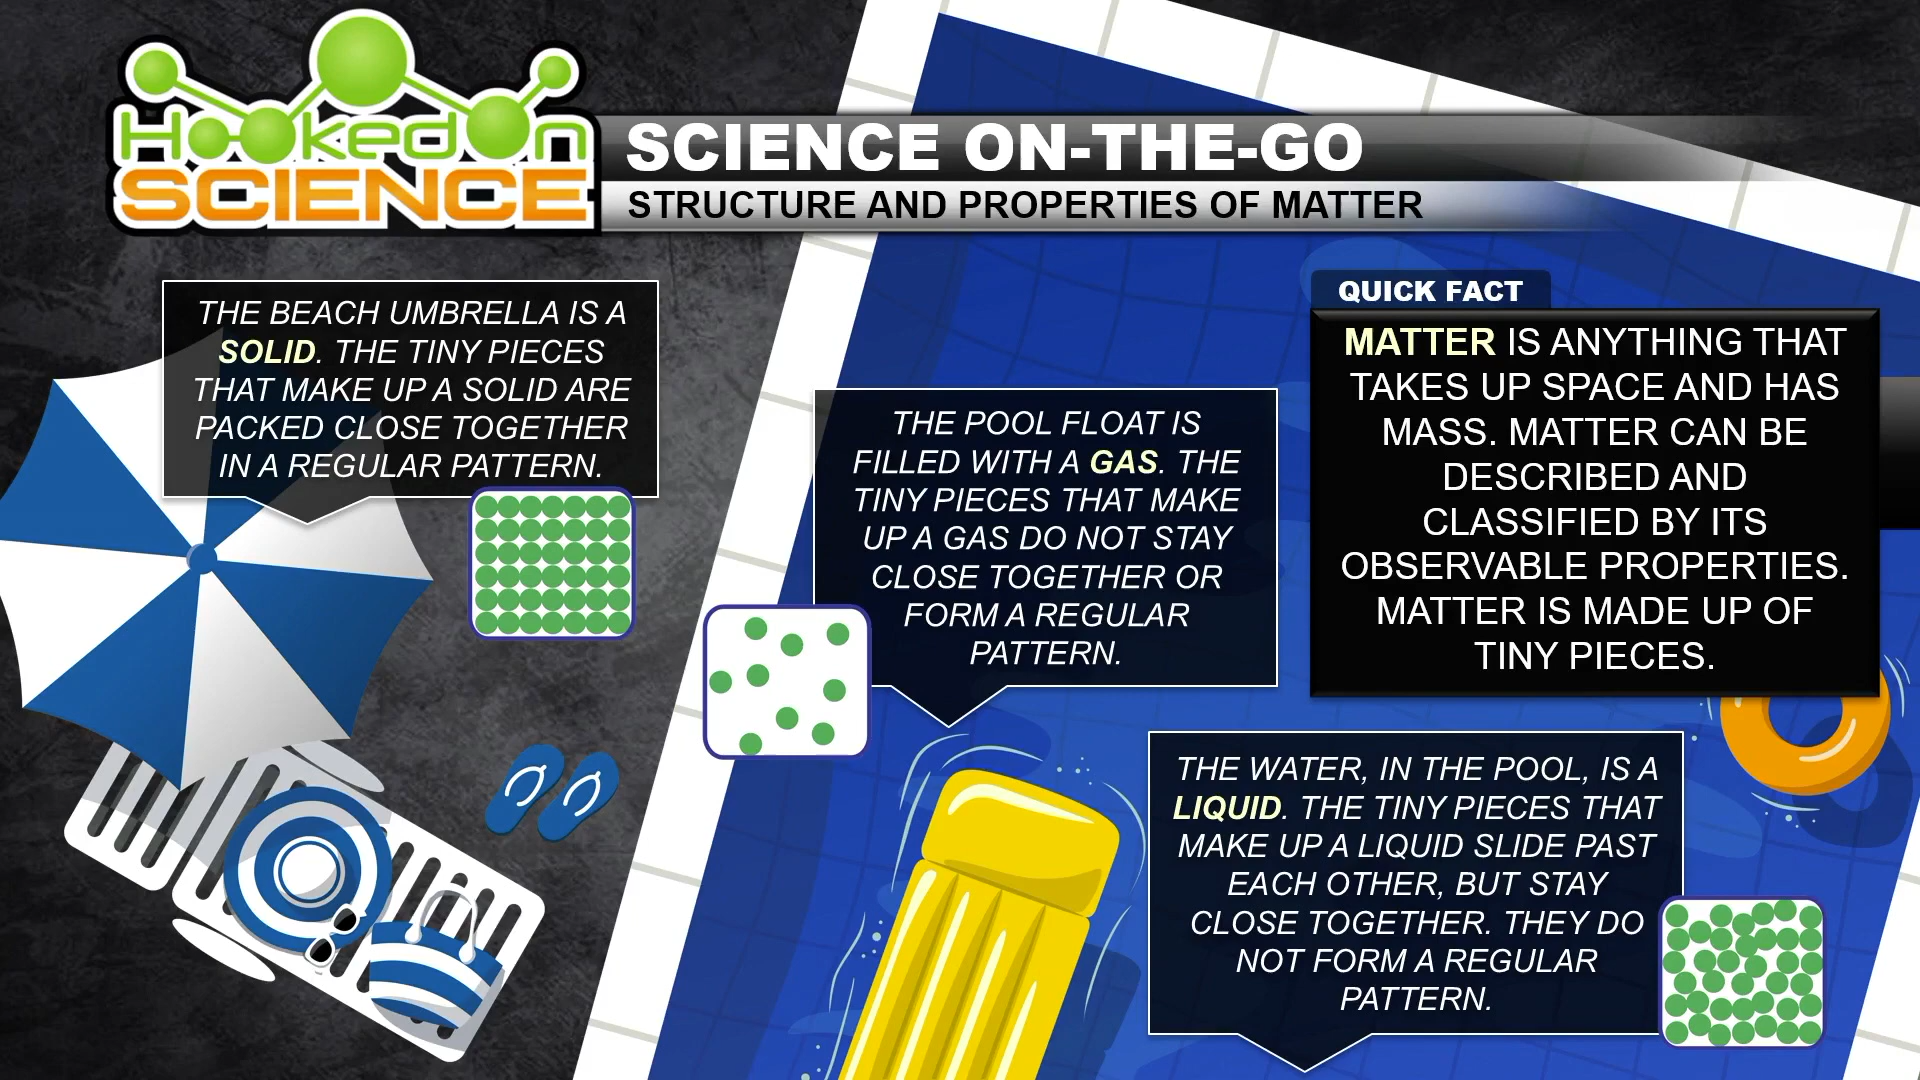 Hooked On
SCIENCE
SCIENCE ON-THE-GO
STRUCTURE AND PROPERTIES OF MATTER
THE BEACH UMBRELLA IS A
SOLID. THE TINY PIECES
THAT MAKE UP A SOLID ARE
PACKED CLOSE TOGETHER
IN A REGULAR PATTERN.
THE POOL FLOAT IS
FILLED WITH A GAS. THE
TINY PIECES THAT MAKE
UP A GAS DO NOT STAY
CLOSE TOGETHER OR
FORM A REGULAR
PATTERN.
QUICK FACT
MATTER IS ANYTHING THAT
TAKES UP SPACE AND HAS
MASS. MATTER CAN BE
DESCRIBED AND
CLASSIFIED BY ITS
OBSERVABLE PROPERTIES.
MATTER IS MADE UP OF
TINY PIECES.
THE WATER, IN THE POOL, IS A
LIQUID. THE TINY PIECES THAT
MAKE UP A LIQUID SLIDE PAST
EACH OTHER, BUT STAY
CLOSE TOGETHER. THEY DO
NOT FORM A REGULAR
PATTERN.